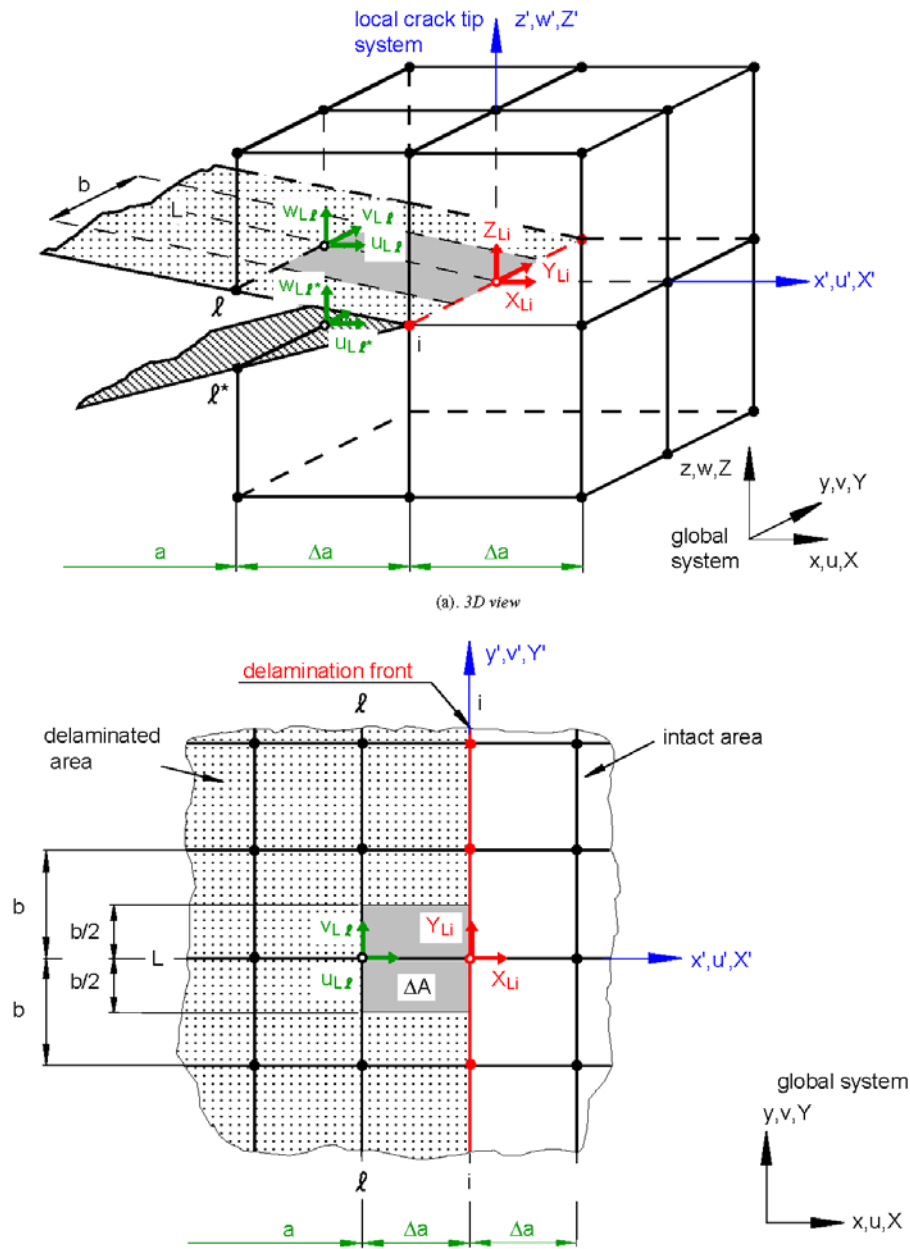 local crack tip
system
z',w',Z'
b
L
w_Lℓ
v_Lℓ
u_Lℓ
Z_Li
Y_Li
X_Li
x',u',X'
ℓ
w_Lℓ*
u_Lℓ*
i
ℓ*
z,w,Z
y,v,Y
global
system
x,u,X
a
Δa
Δa
(a). 3D view
y',v',Y'
delamination front
ℓ
i
delaminated
area
intact area
b
b/2
v_Lℓ
Y_Li
L
x',u',X'
b/2
u_Lℓ
ΔA
X_Li
b
global system
y,v,Y
ℓ
i
a
Δa
Δa
x,u,X